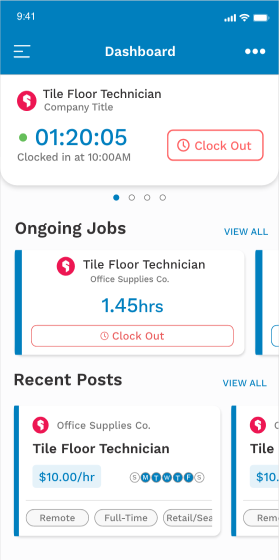 9:41
Dashboard
Tile Floor Technician
Company Title
01:20:05
Clocked in at 10:00AM
Clock Out
Ongoing Jobs
VIEW ALL
Tile Floor Technician
Office Supplies Co.
1.45hrs
Clock Out
Recent Posts
VIEW ALL
Office Supplies Co.
Tile Floor Technician
Tile
$10.00/hr
S M T W T F S
$10.
Remote
Full-Time
Retail/Sea
Rem